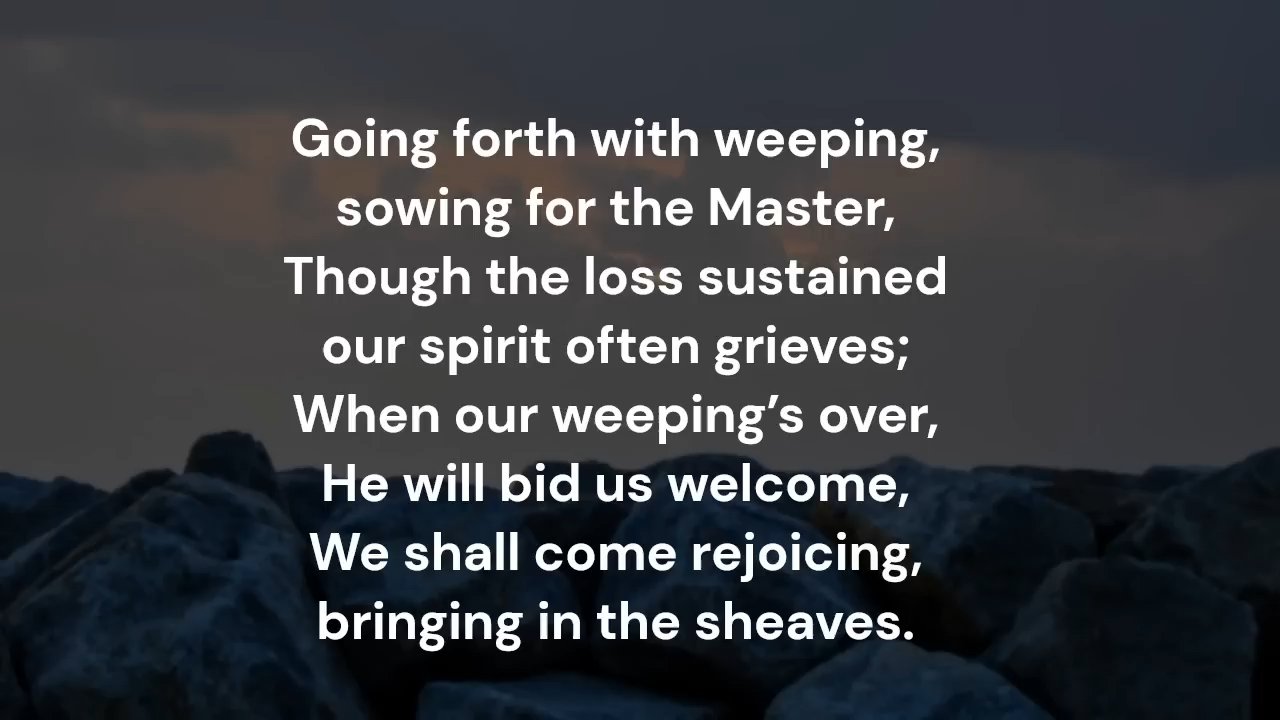 Going forth with weeping,
sowing for the Master,
Though the loss sustained
our spirit often grieves;
When our weeping’s over,
He will bid us welcome,
We shall come rejoicing,
bringing in the sheaves.